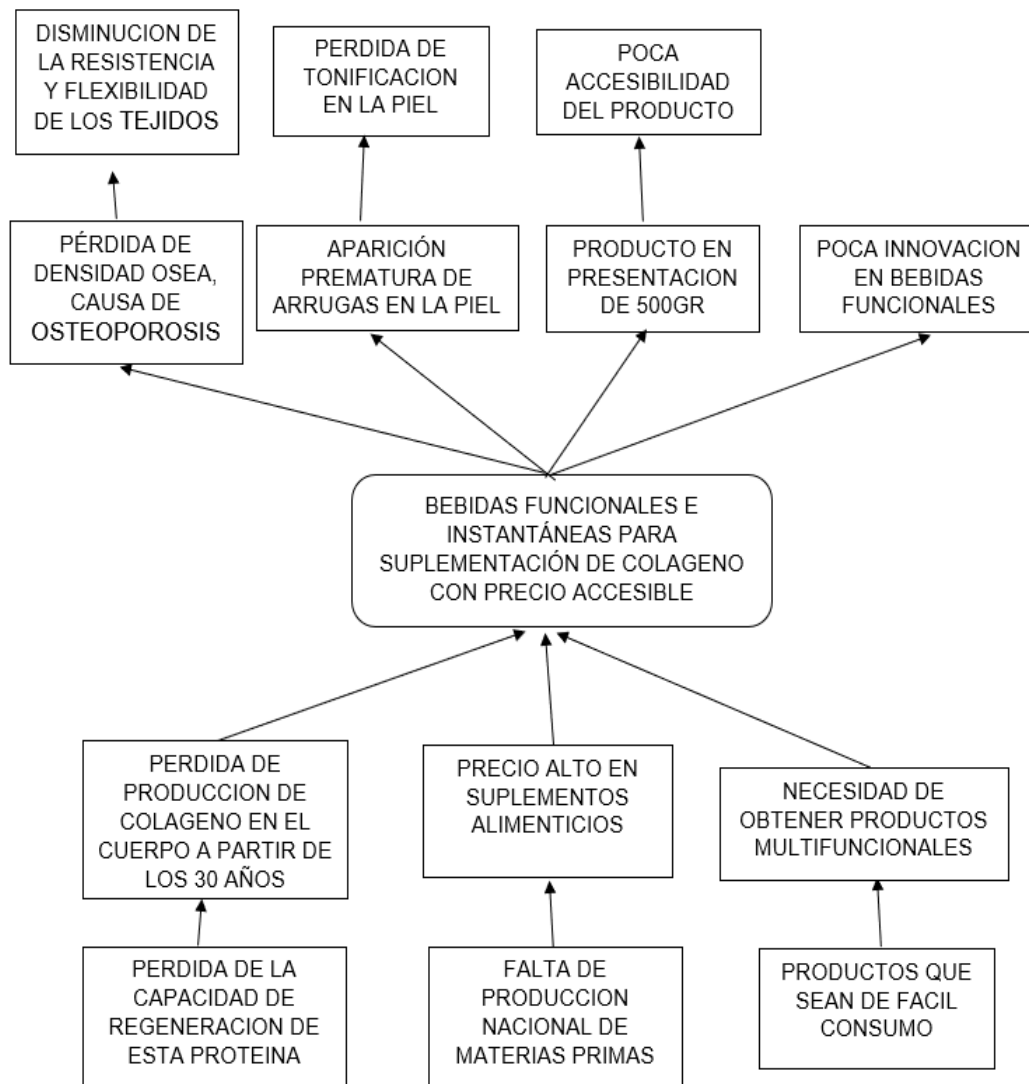 DISMINUCION DE
LA RESISTENCIA
Y FLEXIBILIDAD
DE LOS TEJIDOS
PERDIDA DE
TONIFICACION
EN LA PIEL
POCA
ACCESIBILIDAD
DEL PRODUCTO
PÉRDIDA DE
DENSIDAD OSEA,
CAUSA DE
OSTEOPOROSIS
APARICIÓN
PREMATURA DE
ARRUGAS EN LA PIEL
PRODUCTO EN
PRESENTACION
DE 500GR
POCA INNOVACION
EN BEBIDAS
FUNCIONALES
BEBIDAS FUNCIONALES E
INSTANTÁNEAS PARA
SUPLEMENTACIÓN DE COLAGENO
CON PRECIO ACCESIBLE
PERDIDA DE
PRODUCCION DE
COLAGENO EN EL
CUERPO A PARTIR DE
LOS 30 AÑOS
PRECIO ALTO EN
SUPLEMENTOS
ALIMENTICIOS
NECESIDAD DE
OBTENER PRODUCTOS
MULTIFUNCIONALES
PERDIDA DE LA
CAPACIDAD DE
REGENERACION DE
ESTA PROTEINA
FALTA DE
PRODUCCION
NACIONAL DE
MATERIAS PRIMAS
PRODUCTOS QUE
SEAN DE FACIL
CONSUMO